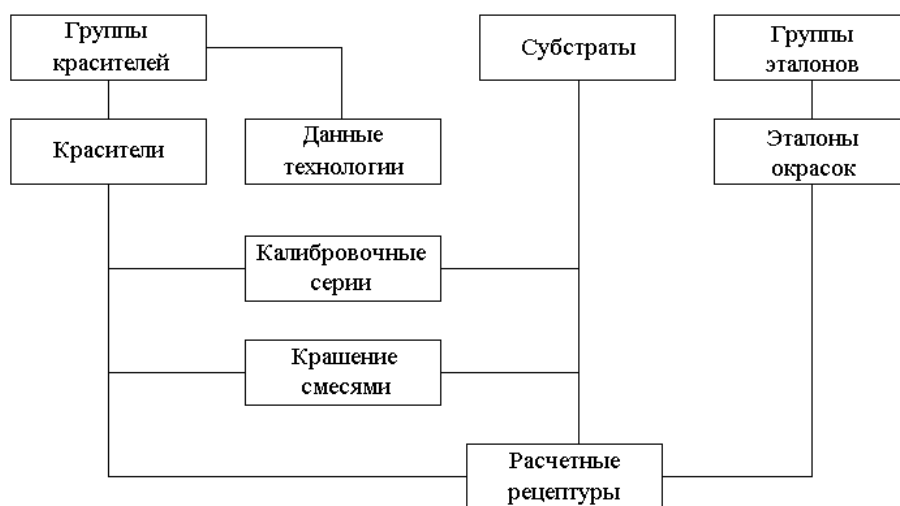 Группы
красителей
Субстраты
Группы
эталонов
Красители
Данные
технологии
Эталоны
окрасок
Калибровочные
серии
Крашение
смесями
Расчетные
рецептуры